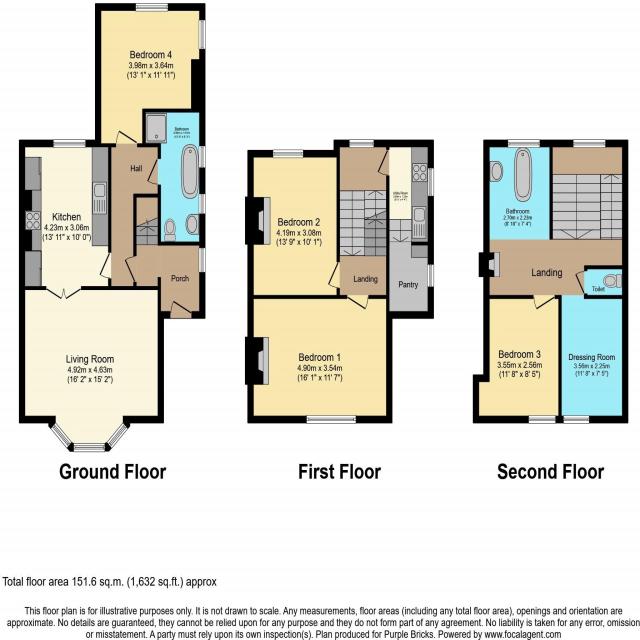 Bedroom 4
3.98m x 3.64m
(13' 1" x 11' 11")
Bathroom
Hall
Kitchen
4.23m x 3.06m
(13' 11" x 10' 0")
Porch
Living Room
4.92m x 4.63m
(16' 2" x 15' 2")
Ground Floor
Bedroom 2
4.19m x 3.08m
(13' 9" x 10' 1")
Landing
Pantry
Bedroom 1
4.90m x 3.54m
(16' 1" x 11' 7")
First Floor
Bathroom
2.70m x 2.23m
(8' 10" x 7' 4")
Landing
Toilet
Bedroom 3
3.55m x 2.56m
(11' 8" x 8' 5")
Dressing Room
3.56m x 2.25m
(11' 8" x 7' 5")
Second Floor
Total floor area 151.6 sq.m. (1,632 sq.ft.) approx
This floor plan is for illustrative purposes only. It is not drawn to scale. Any measurements, floor areas (including any total floor area), openings and orientation are
approximate. No details are guaranteed, they cannot be relied upon for any purpose and they do not form part of any agreement. No liability is taken for any error, omission
or misstatement. A party must rely upon its own inspection(s). Plan produced for Purple Bricks. Powered by www.focalagent.com